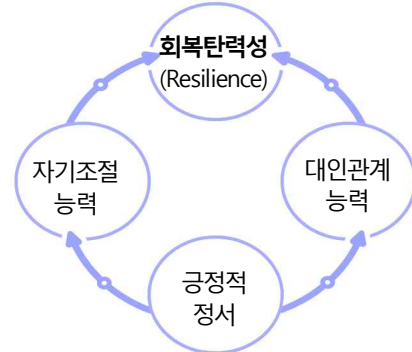 회복탄력성
(Resilience)
자기조절
능력
대인관계
능력
긍정적
정서